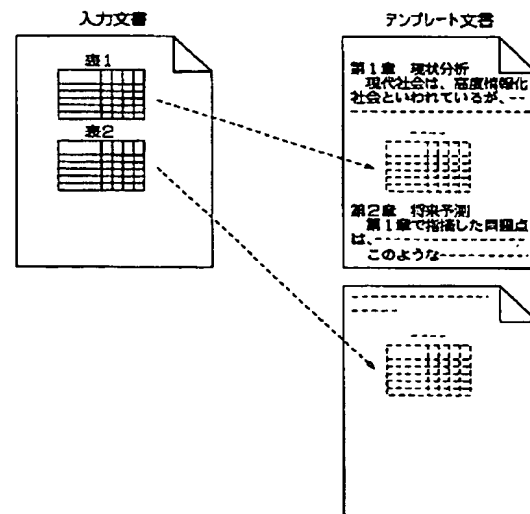 入力文書
表1
表2
テンプレート文書
第1章 現状分析
現代社会は、高度情報化
社会といわれているが、
第2章 将来予測
第1章で指摘した問題点
は、
このような